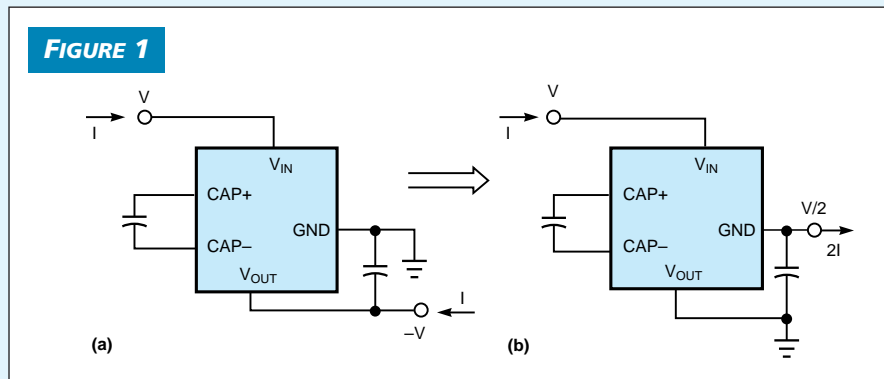 FIGURE 1
V
I
VIN
CAP+
CAP–
GND
VOUT
I
–V
(a)
V
I
VIN
CAP+
CAP–
GND
V/2
2I
VOUT
(b)